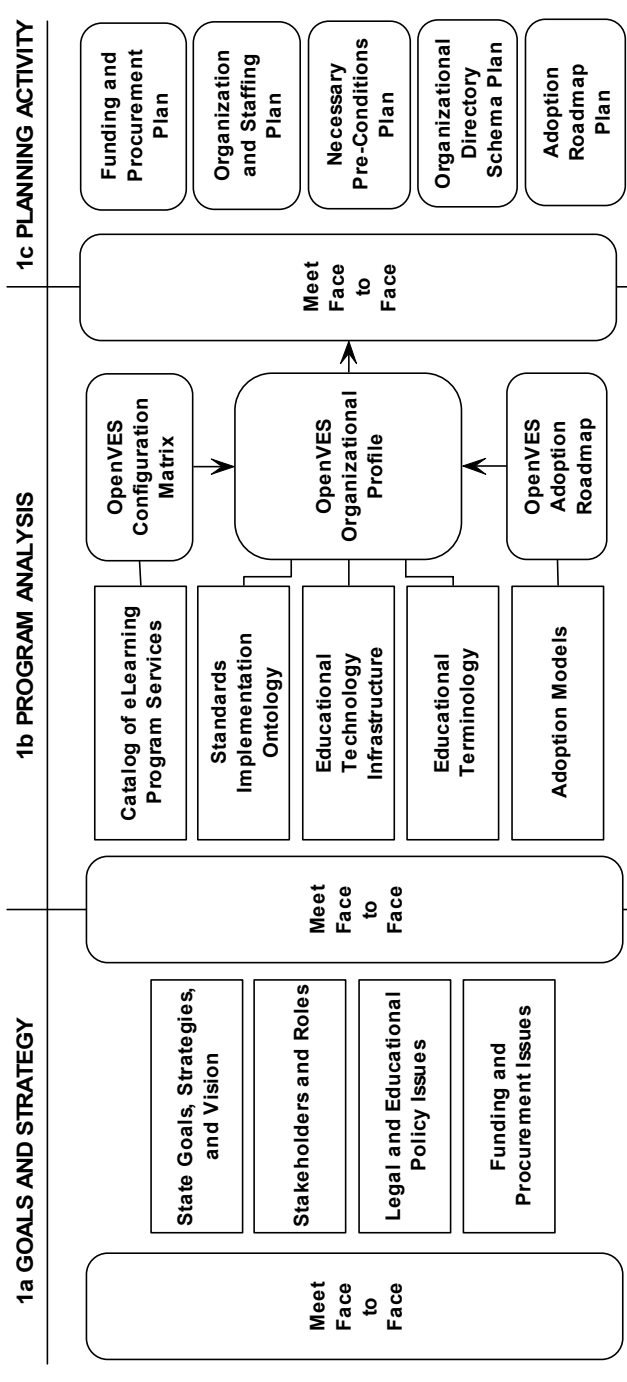 1a GOALS AND STRATEGY
1b PROGRAM ANALYSIS
1c PLANNING ACTIVITY
Meet
Face
to
Face
State Goals, Strategies,
and Vision
Stakeholders and Roles
Legal and Educational
Policy Issues
Funding and
Procurement Issues
Meet
Face
to
Face
Catalog of eLearning
Program Services
Standards
Implementation
Ontology
Educational
Technology
Infrastructure
Educational
Terminology
Adoption Models
OpenVES
Configuration
Matrix
OpenVES
Organizational
Profile
OpenVES
Adoption
Roadmap
Meet
Face
to
Face
Funding and
Procurement
Plan
Organization
and Staffing
Plan
Necessary
Pre-Conditions
Plan
Organizational
Directory
Schema Plan
Adoption
Roadmap
Plan